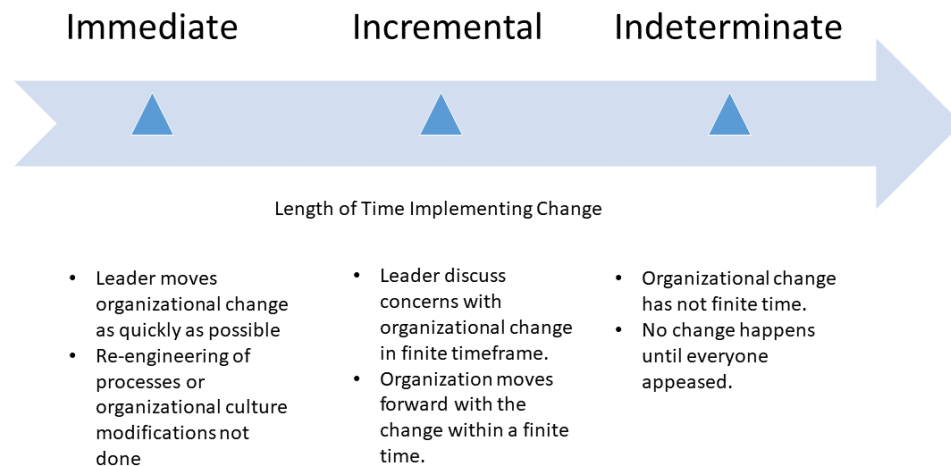 Immediate
Incremental
Indeterminate
Length of Time Implementing Change
• Leader moves
organizational change
as quickly as possible
• Re-engineering of
processes or
organizational culture
modifications not
done
• Leader discuss
concerns with
organizational change
in finite timeframe.
• Organization moves
forward with the
change within a finite
time.
• Organizational change
has not finite time.
• No change happens
until everyone
appeased.